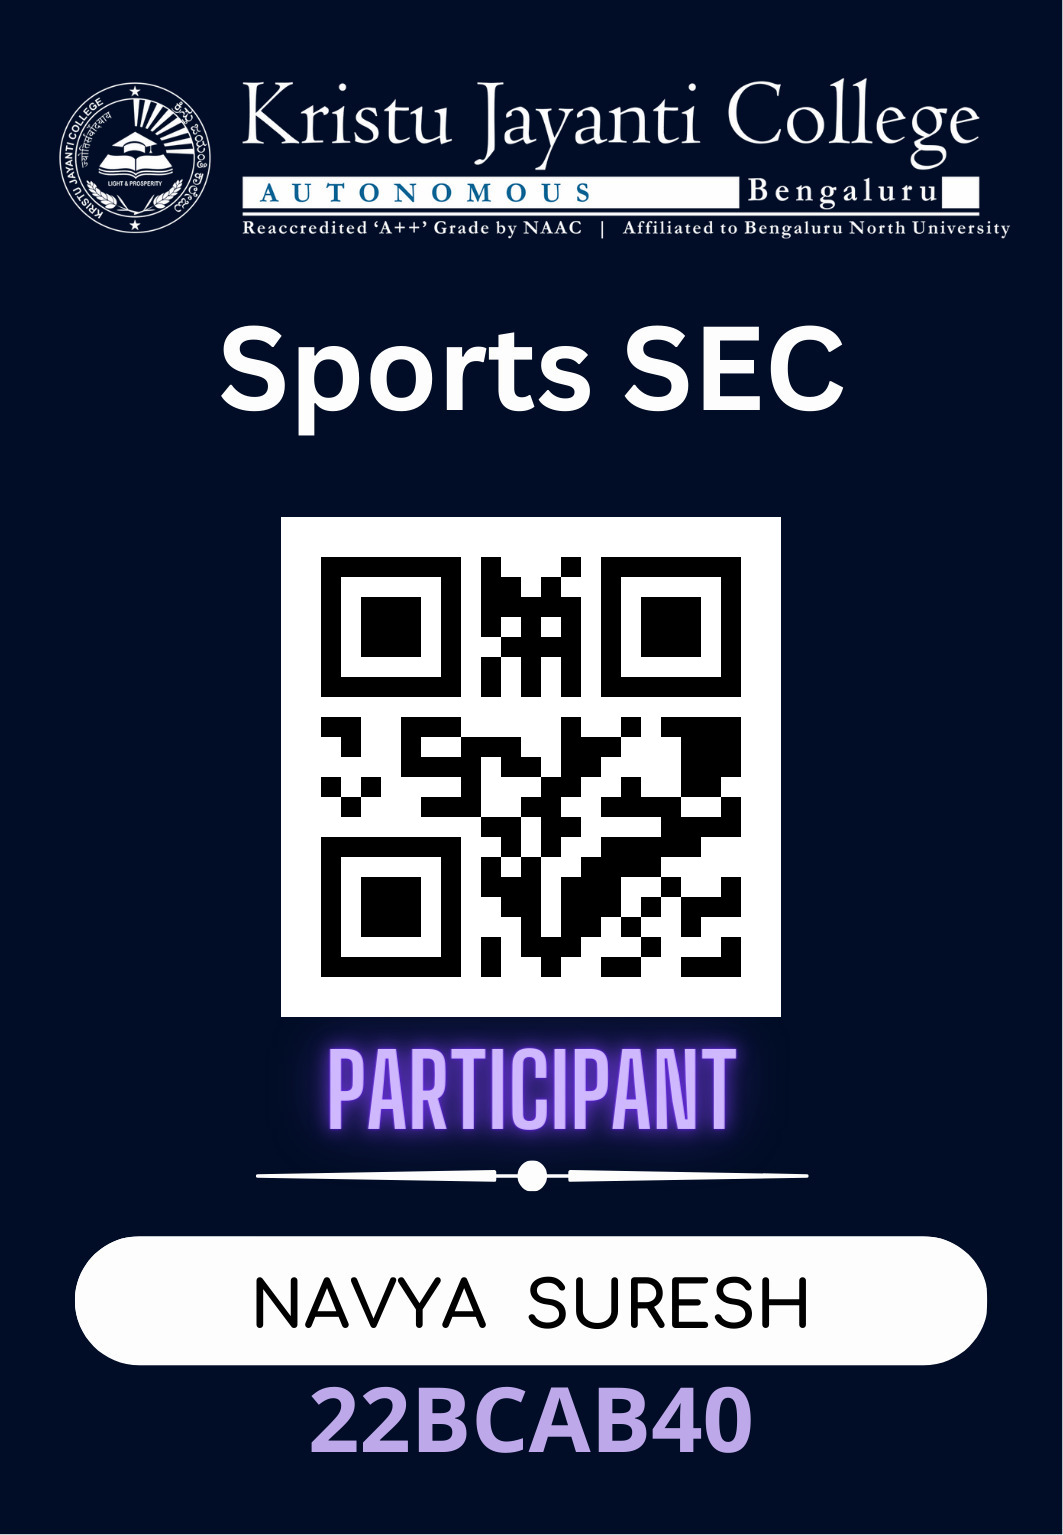 KRISTU JAYANTI COLLEGE
ಕ್ರಿಸ್ತು ಜಯಂತಿ ಕಾಲೇಜು
LIGHT & PROSPERITY
Kristu Jayanti College
AUTONOMOUS Bengaluru
Reaccredited ‘A++’ Grade by NAAC | Affiliated to Bengaluru North University
Sports SEC
PARTICIPANT
NAVYA SURESH
22BCAB40